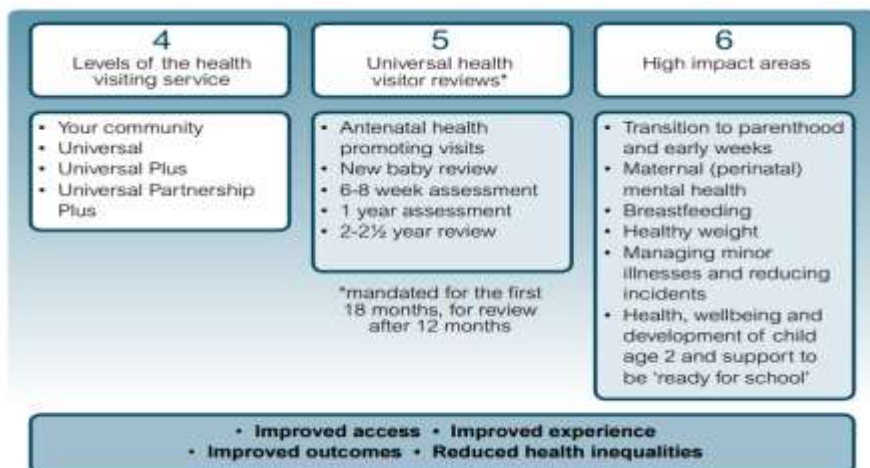 4
Levels of the health
visiting service
• Your community
• Universal
• Universal Plus
• Universal Partnership
Plus
5
Universal health
visitor reviews*
• Antenatal health
promoting visits
• New baby review
• 6-8 week assessment
• 1 year assessment
• 2-2½ year review
*mandated for the first
18 months, for review
after 12 months
6
High impact areas
• Transition to parenthood
and early weeks
• Maternal (perinatal)
mental health
• Breastfeeding
• Healthy weight
• Managing minor
illnesses and reducing
incidents
• Health, wellbeing and
development of child
age 2 and support to
be 'ready for school'
• Improved access • Improved experience
• Improved outcomes • Reduced health inequalities